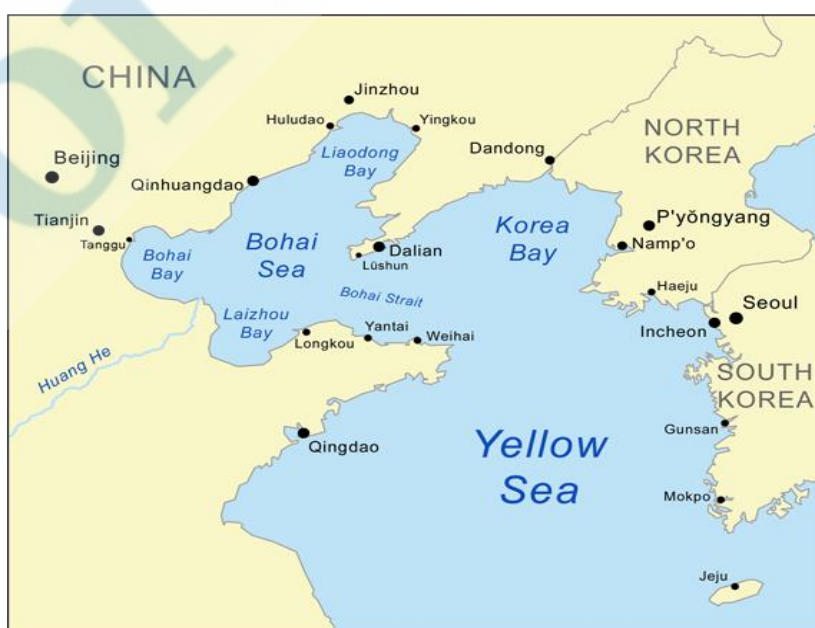 CHINA
Jinzhou
Huludao
Yingkou
Beijing
Qinhuangdao
Liaodong
Bay
Dandong
NORTH
KOREA
Tianjin
Tanggu
Bohai
Bay
Bohai
Sea
Dalian
Lüshun
Korea
Bay
P'yŏngyang
Namp'o
Haeju
Bohai Strait
Laizhou
Bay
Longkou
Yantai
Weihai
Seoul
Incheon
Huang He
SOUTH
KOREA
Qingdao
Yellow
Sea
Gunsan
Mokpo
Jeju